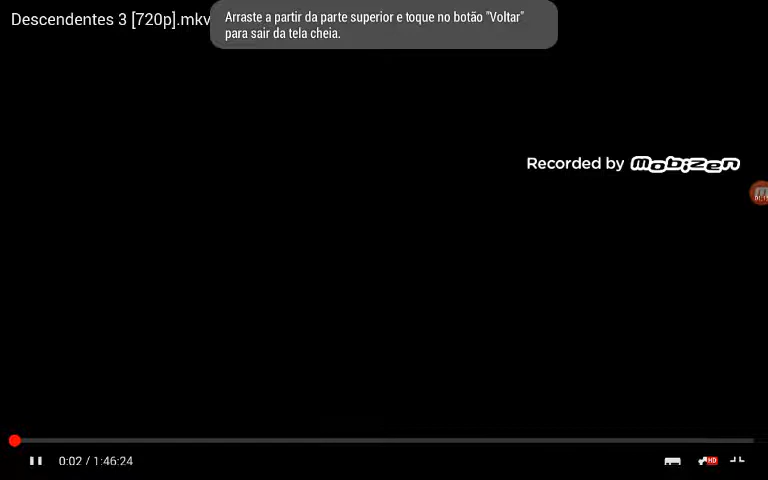 Descendentes 3 [720p].mkv
Arraste a partir da parte superior e toque no botão "Voltar"
para sair da tela cheia.
Recorded by mobizen
0:02 / 1:46:24
HD